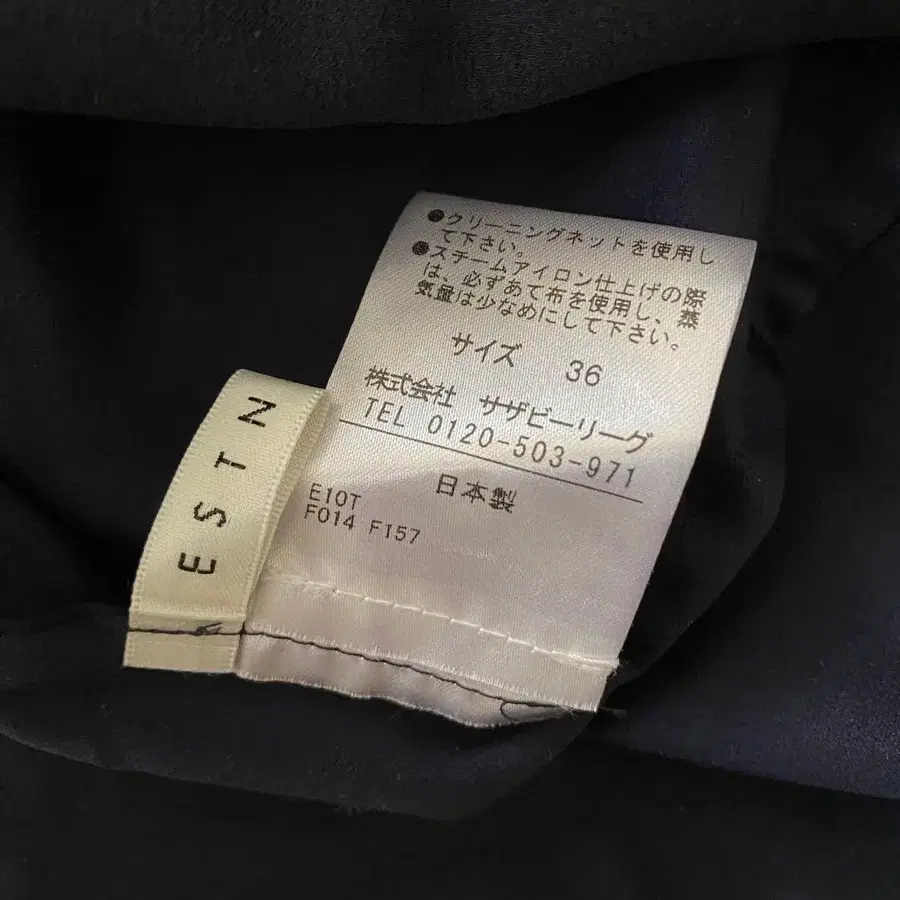 ●クリーニングネットを使用し
て下さい。
●スチームアイロン仕上げの際
は、必ずあて布を使用し、蒸
気量は少なめにして下さい。
サイズ 36
株式会社 サザビーリーグ
TEL 0120-503-971
日本製
E10T
F014 F157
ESTN